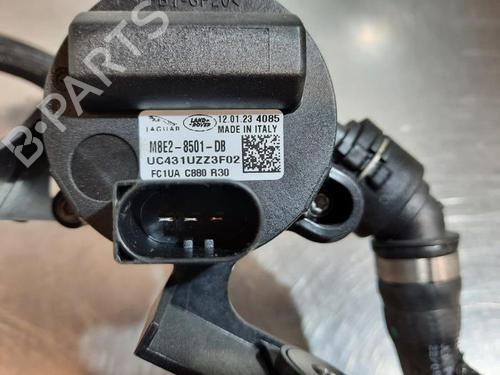 B-PARTS
JAGUAR
LAND ROVER
12.01.23 4085
MADE IN ITALY
M8E2-8501-DB
UC431UZZ3F02
FC1UA C880 R30